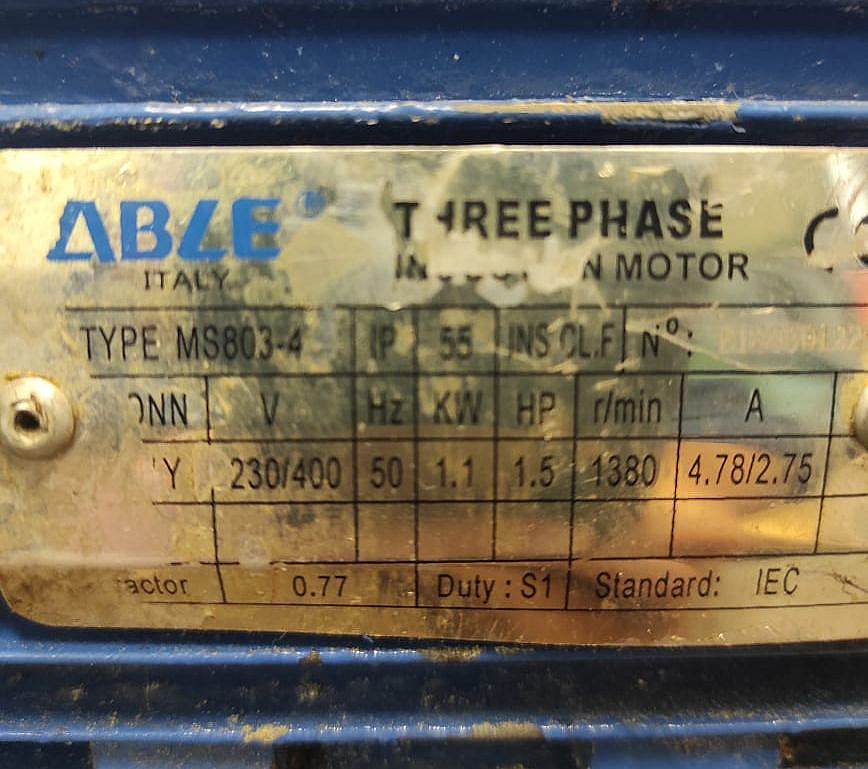 ABLE
ITALY
THREE PHASE
MOTOR
TYPE MS803-4 IP 55 INS CL.F Nº:
ONN V Hz KW HP r/min A
Y 230/400 50 1.1 1.5 1380 4.78/2.75
actor 0.77 Duty : S1 Standard: IEC